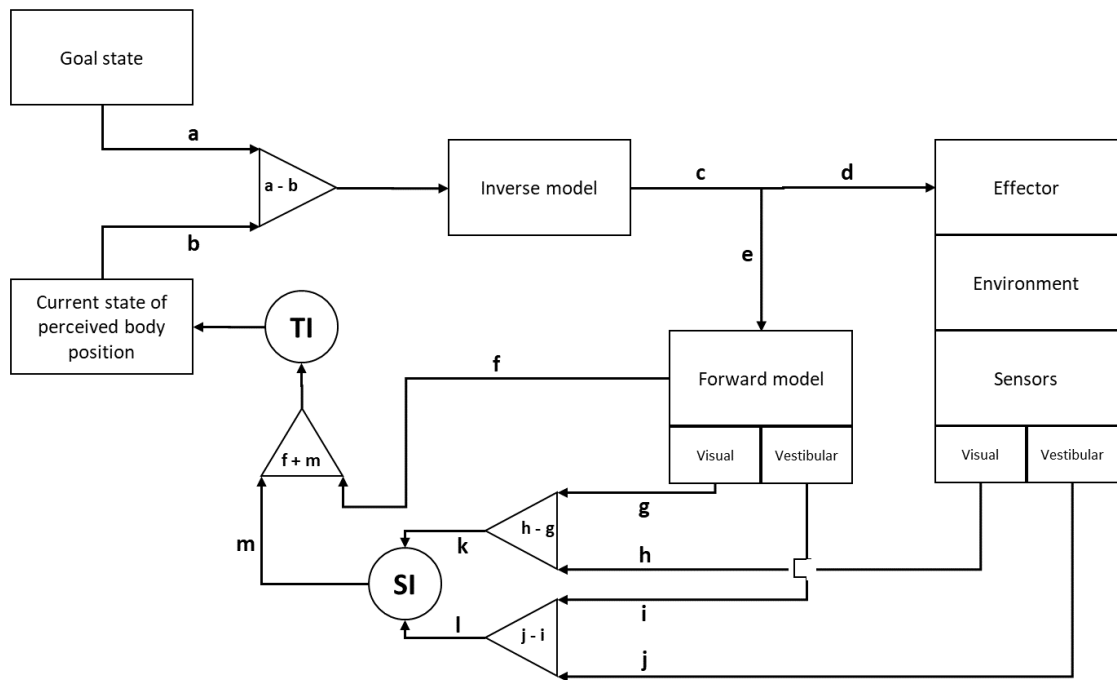 Goal state
a
a - b
b
Inverse model
c
d
e
Effector
Environment
Sensors
Visual
Vestibular
Current state of
perceived body
position
TI
f
Forward model
Visual
Vestibular
f + m
g
h - g
k
h
m
SI
i
l
j - i
j